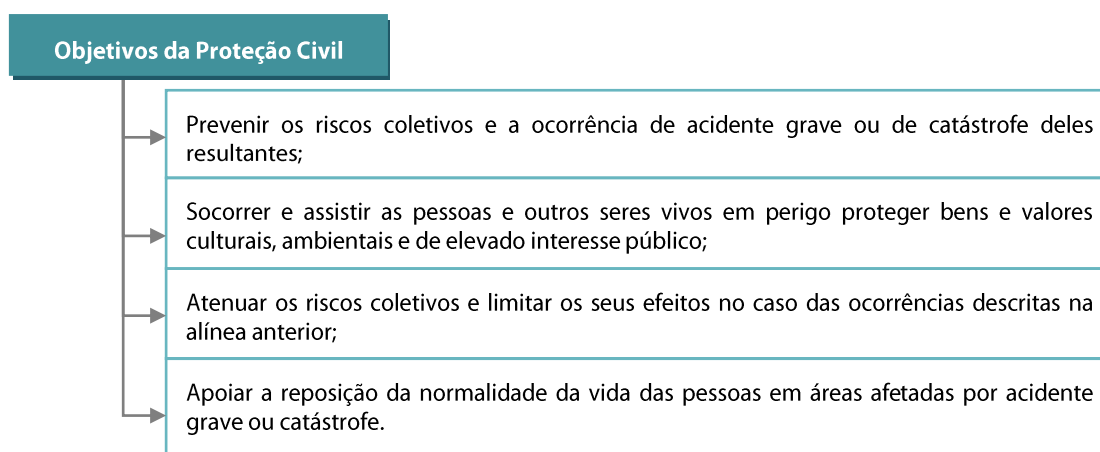 Objetivos da Proteção Civil
Prevenir os riscos coletivos e a ocorrência de acidente grave ou de catástrofe deles
resultantes;
Socorrer e assistir as pessoas e outros seres vivos em perigo proteger bens e valores
culturais, ambientais e de elevado interesse público;
Atenuar os riscos coletivos e limitar os seus efeitos no caso das ocorrências descritas na
alínea anterior;
Apoiar a reposição da normalidade da vida das pessoas em áreas afetadas por acidente
grave ou catástrofe.